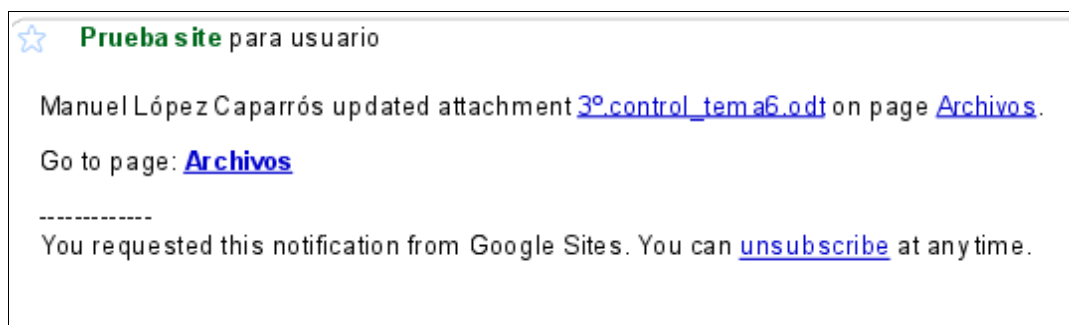 Prueba site para usuario
Manuel López Caparrós updated attachment 3º.control_tema6.odt on page Archivos.
Go to page: Archivos
-------------
You requested this notification from Google Sites. You can unsubscribe at any time.